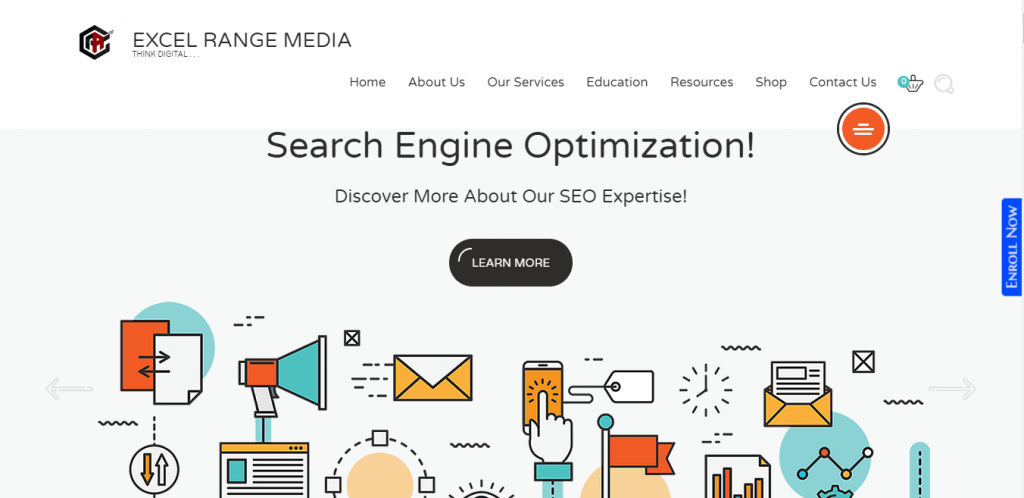 EXCEL RANGE MEDIA
THINK DIGITAL . . .
Home About Us Our Services Education Resources Shop Contact Us 0
Search Engine Optimization!
Discover More About Our SEO Expertise!
LEARN MORE
Enroll Now